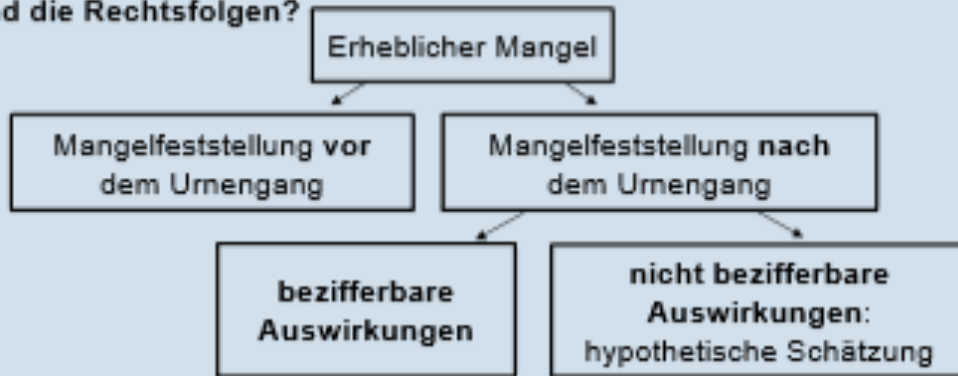 d die Rechtsfolgen?
Erheblicher Mangel
Mangelfeststellung vor
dem Urnengang
Mangelfeststellung nach
dem Urnengang
bezifferbare
Auswirkungen
nicht bezifferbare
Auswirkungen:
hypothetische Schätzung